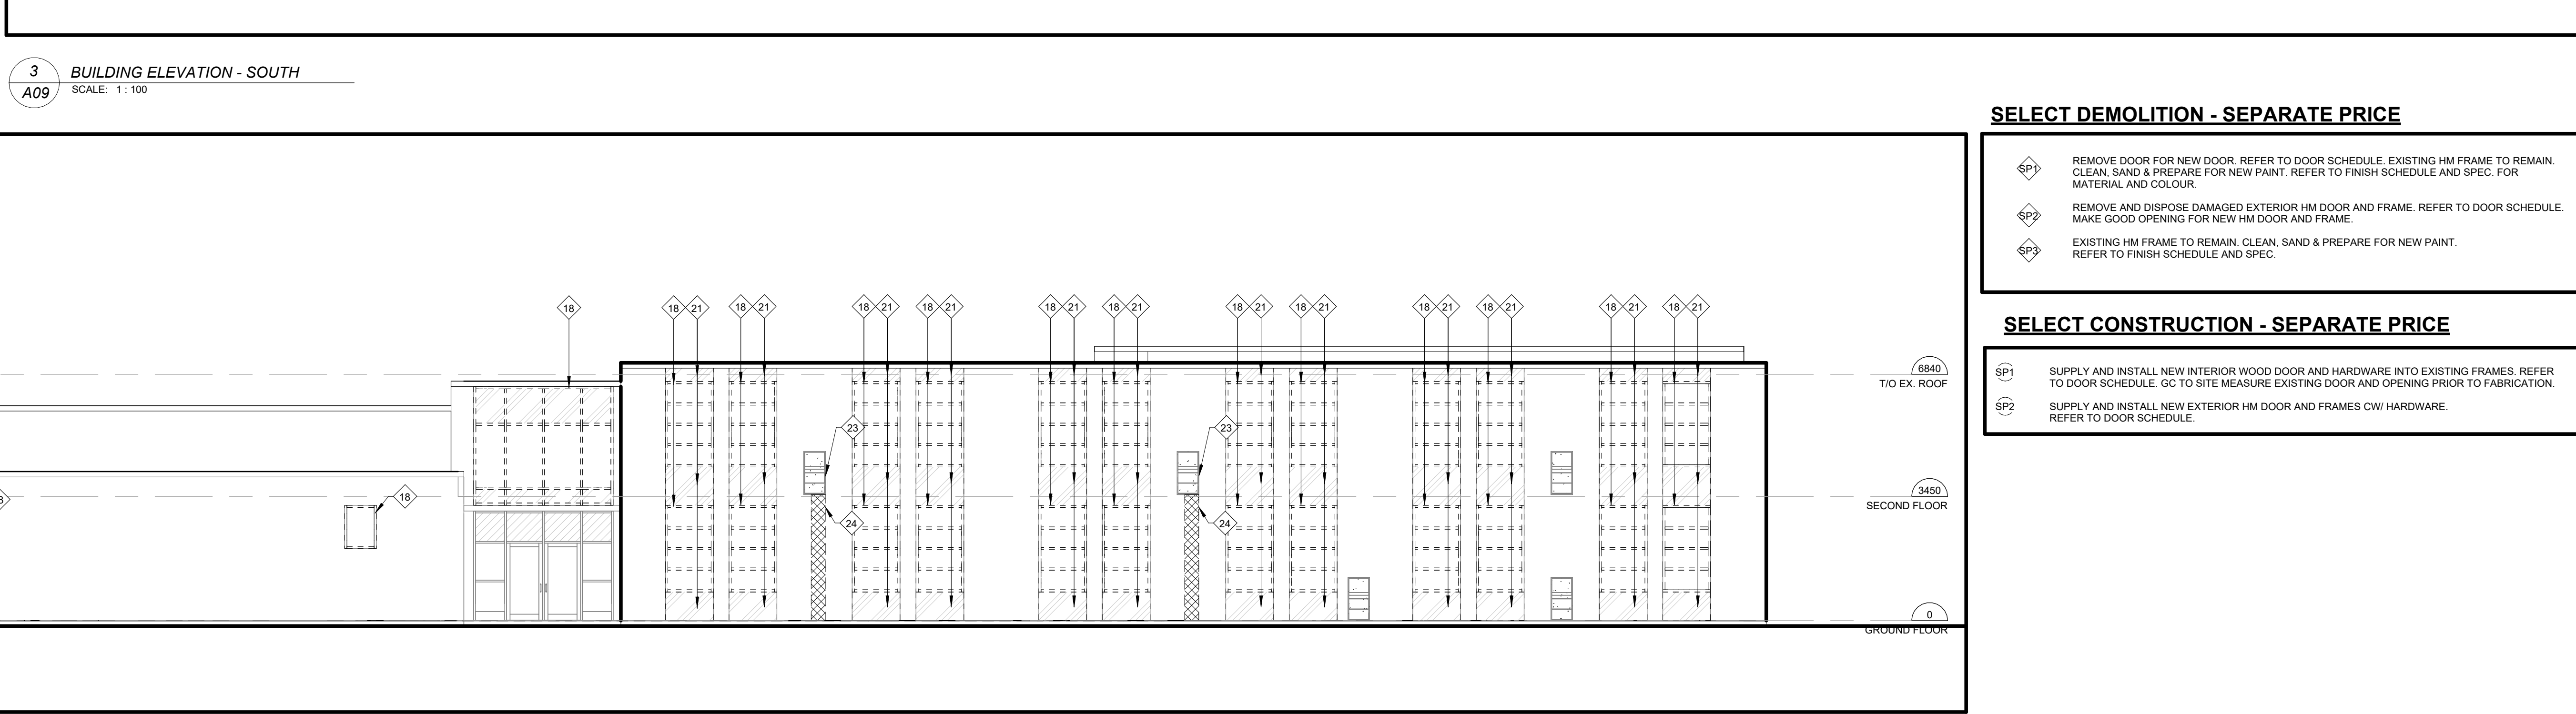 3
A09
BUILDING ELEVATION - SOUTH
SCALE: 1 : 100
SELECT DEMOLITION - SEPARATE PRICE
SP1
REMOVE DOOR FOR NEW DOOR. REFER TO DOOR SCHEDULE. EXISTING HM FRAME TO REMAIN.
CLEAN, SAND & PREPARE FOR NEW PAINT. REFER TO FINISH SCHEDULE AND SPEC. FOR
MATERIAL AND COLOUR.
SP2
REMOVE AND DISPOSE DAMAGED EXTERIOR HM DOOR AND FRAME. REFER TO DOOR SCHEDULE.
MAKE GOOD OPENING FOR NEW HM DOOR AND FRAME.
SP3
EXISTING HM FRAME TO REMAIN. CLEAN, SAND & PREPARE FOR NEW PAINT.
REFER TO FINISH SCHEDULE AND SPEC.
SELECT CONSTRUCTION - SEPARATE PRICE
SP1
SUPPLY AND INSTALL NEW INTERIOR WOOD DOOR AND HARDWARE INTO EXISTING FRAMES. REFER
TO DOOR SCHEDULE. GC TO SITE MEASURE EXISTING DOOR AND OPENING PRIOR TO FABRICATION.
SP2
SUPPLY AND INSTALL NEW EXTERIOR HM DOOR AND FRAMES CW/ HARDWARE.
REFER TO DOOR SCHEDULE.
18 18 21 18 21 18 21 18 21 18 21 18 21 18 21 18 21 18 21 18 21 18 21 18 21
6840
T/O EX. ROOF
23 23
3450
SECOND FLOOR
18
24 24
0
GROUND FLOOR